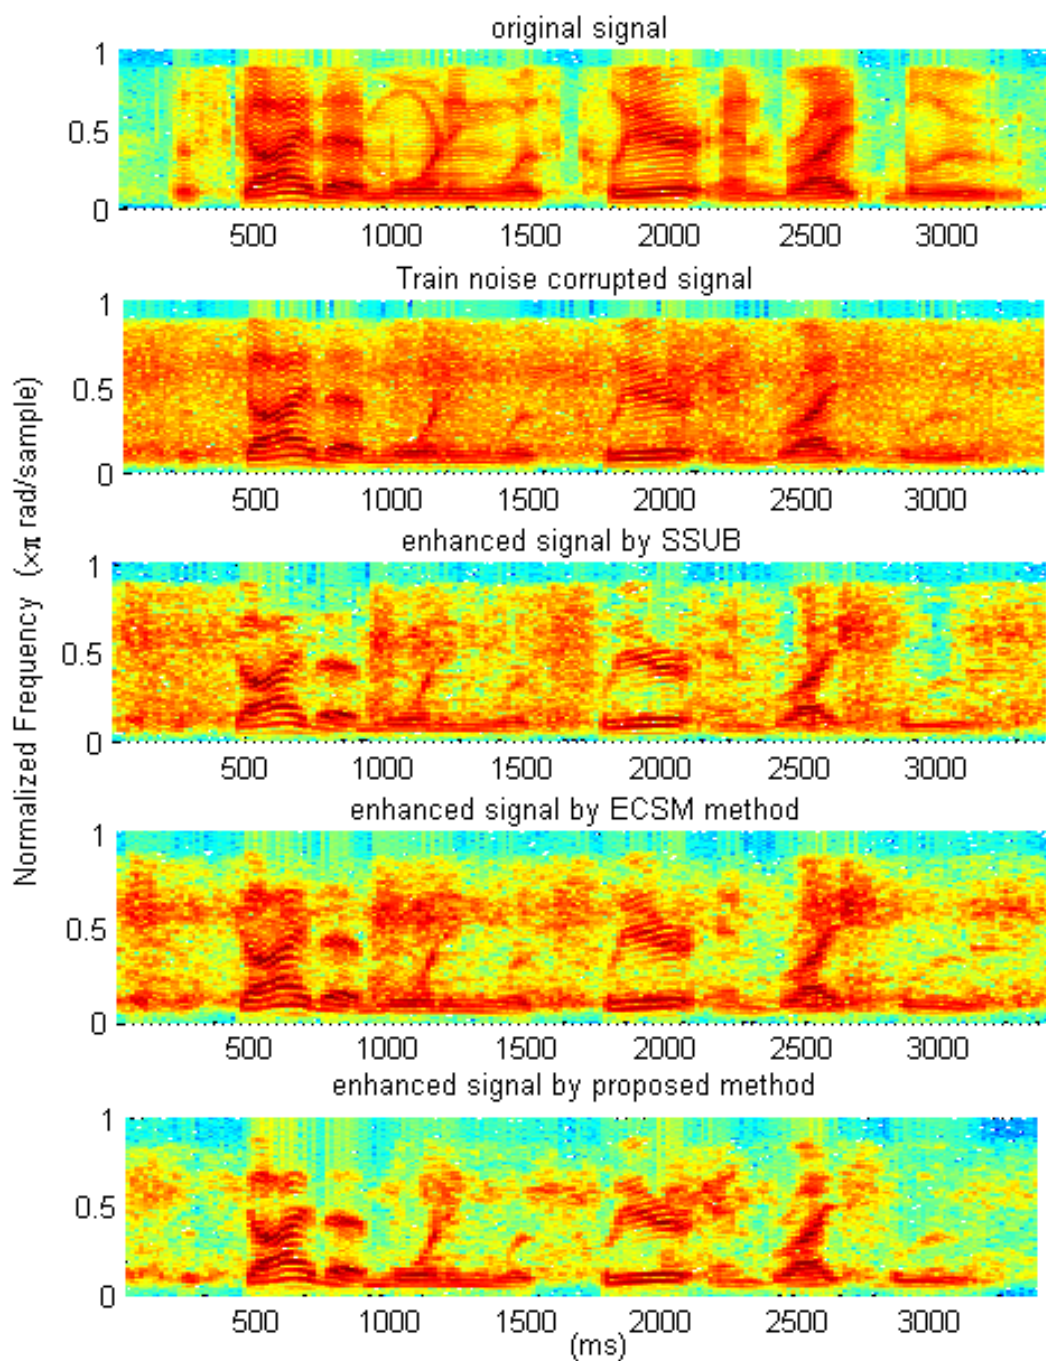 original signal
1
0.5
0
500 1000 1500 2000 2500 3000
Train noise corrupted signal
1
0.5
0
500 1000 1500 2000 2500 3000
enhanced signal by SSUB
1
0.5
0
500 1000 1500 2000 2500 3000
enhanced signal by ECSM method
1
0.5
0
500 1000 1500 2000 2500 3000
enhanced signal by proposed method
1
0.5
0
500 1000 1500 2000 2500 3000
(ms)
Normalized Frequency (×π rad/sample)